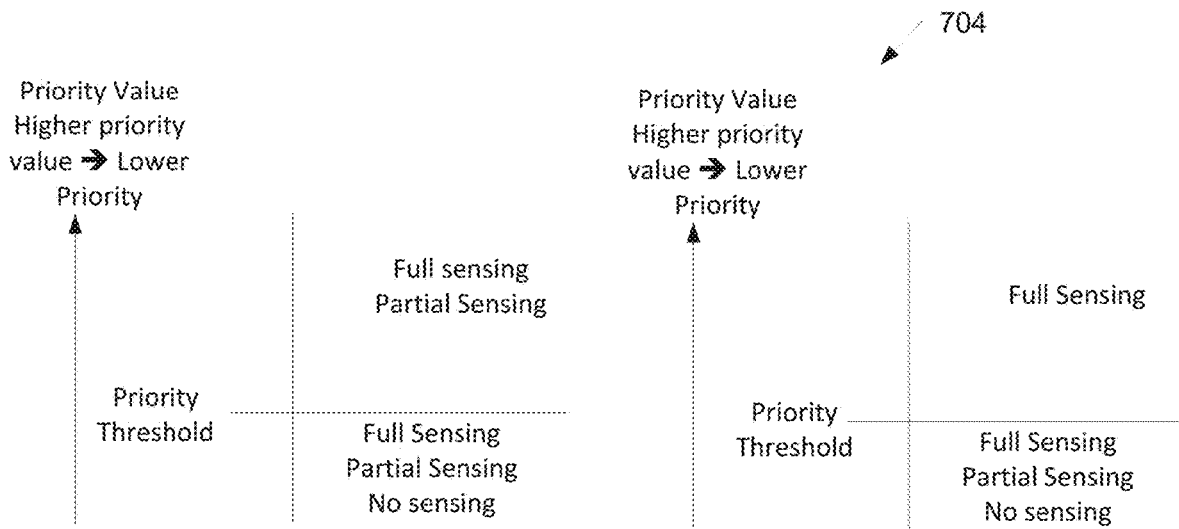 704
Priority Value
Higher priority
value ➔ Lower
Priority
Full sensing
Partial Sensing
Priority
Threshold
Full Sensing
Partial Sensing
No sensing
Priority Value
Higher priority
value ➔ Lower
Priority
Full Sensing
Priority
Threshold
Full Sensing
Partial Sensing
No sensing